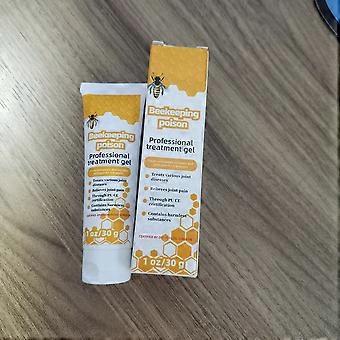 Beekeeping
poison
Professional
treatment gel
Treats various joint
diseases
Relieves joint pain
Through PL CE
certification
Contains harmless
substances
1 oz/30 g
Beekeeping
poison
Professional
treatment gel
Treats various joint
diseases
Relieves joint pain
Through PL CE
certification
Contains harmless
substances
1 oz/30 g